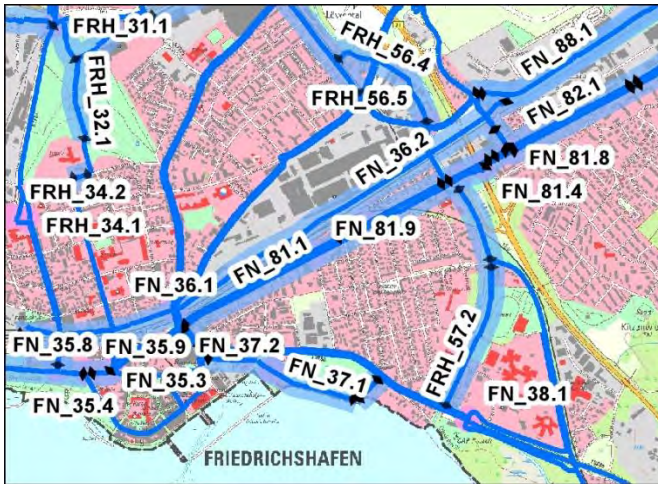 FRH_31.1
Löwental
FRH_56.4
FN_88.1
FRH_32.1
FRH_56.5
FN_82.1
FN_36.2
FRH_34.2
FN_81.8
FN_81.4
FRH_34.1
FN_81.9
FN_81.1
FN_36.1
FRH_57.2
FN_35.8
FN_35.9
FN_37.2
FN_35.3
FN_37.1
FN_38.1
FN_35.4
FRIEDRICHSHAFEN